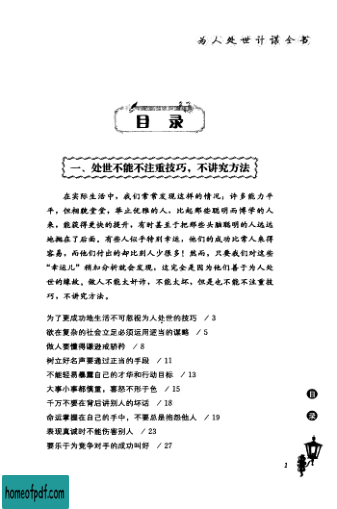 为人处世计谋全书
目 录
一、处世不能不注重技巧，不讲究方法
在实际生活中，我们常常发现这样的情况：许多能力平
平，但相貌堂堂，举止优雅的人，比起那些聪明而博学的人
来，能获得更快的提升，有时甚至于把那些头脑聪明的人远远
地抛在了后面。有些人似乎特别幸运，他们的成功比常人来得
容易，而他们付出的却比别人少很多！然而，只要我们对这些
“幸运儿”稍加分析就会发现，这完全是因为他们善于为人处
世的缘故。做人不能太奸诈，不能太坏，但是也不能不注重技
巧，不讲究方法。
为了更成功地生活不可忽视为人处世的技巧 / 3
欲在复杂的社会立足必须运用适当的谋略 / 5
做人要懂得谦逊戒骄矜 / 8
树立好名声要通过正当的手段 / 11
不能轻易暴露自己的才华和行动目标 / 13
大事小事都慎重，喜怒不形于色 / 15
千万不要在背后讲别人的坏话 / 18
命运掌握在自己的手中，不要总是抱怨他人 / 19
表现真诚时不能伤害别人 / 23
要乐于为竞争对手的成功叫好 / 27
目
录
1
homeofpdf.com